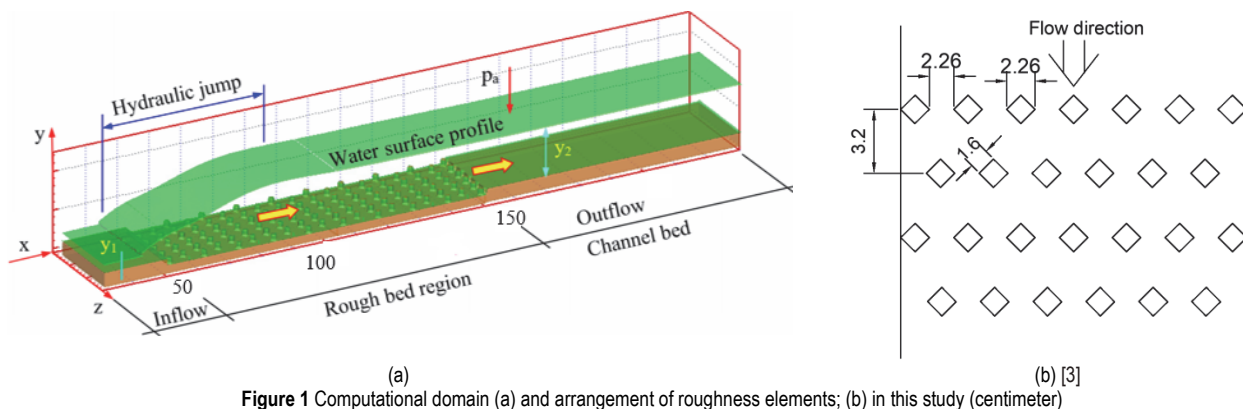 Hydraulic jump
pₐ
y
Water surface profile
y₂
x
y₁
z
50
100
150
Inflow
Rough bed region
Outflow
Channel bed
Flow direction
2.26
2.26
3.2
1.6
(a)
(b) [3]
Figure 1 Computational domain (a) and arrangement of roughness elements; (b) in this study (centimeter)